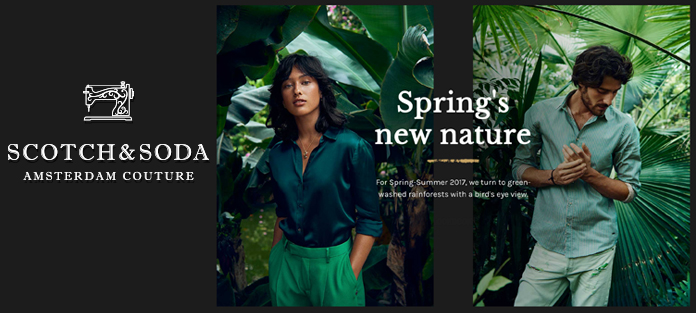 SCOTCH&SODA
AMSTERDAM COUTURE
Spring's
new nature
For Spring-Summer 2017, we turn to green-
washed rainforests with a bird's eye view.